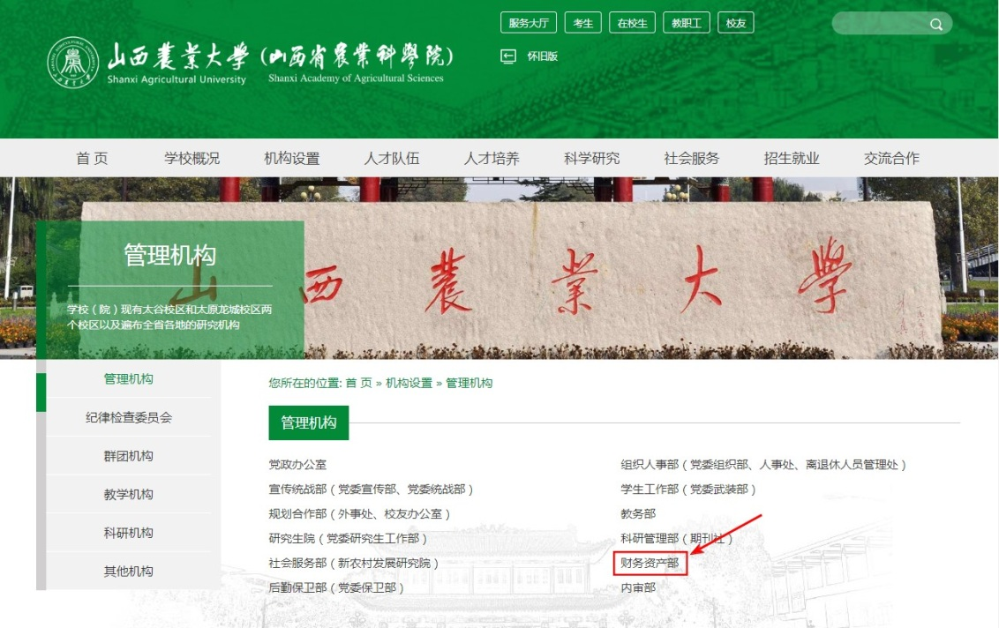 服务大厅 考生 在校生 教职工 校友
山西農業大學（山西省農業科學院）
Shanxi Agricultural University Shanxi Academy of Agricultural Sciences
怀旧版
首 页 学校概况 机构设置 人才队伍 人才培养 科学研究 社会服务 招生就业 交流合作
管理机构
山西農業大學
学校（院）现有太谷校区和太原龙城校区两
个校区以及遍布全省各地的研究机构
管理机构
纪律检查委员会
群团机构
教学机构
科研机构
其他机构
您所在的位置: 首 页 » 机构设置 » 管理机构
管理机构
党政办公室
组织人事部（党委组织部、人事处、离退休人员管理处）
宣传统战部（党委宣传部、党委统战部）
学生工作部（党委武装部）
规划合作部（外事处、校友办公室）
教务部
研究生院（党委研究生工作部）
科研管理部（期刊社）
社会服务部（新农村发展研究院）
财务资产部
后勤保卫部（党委保卫部）
内审部